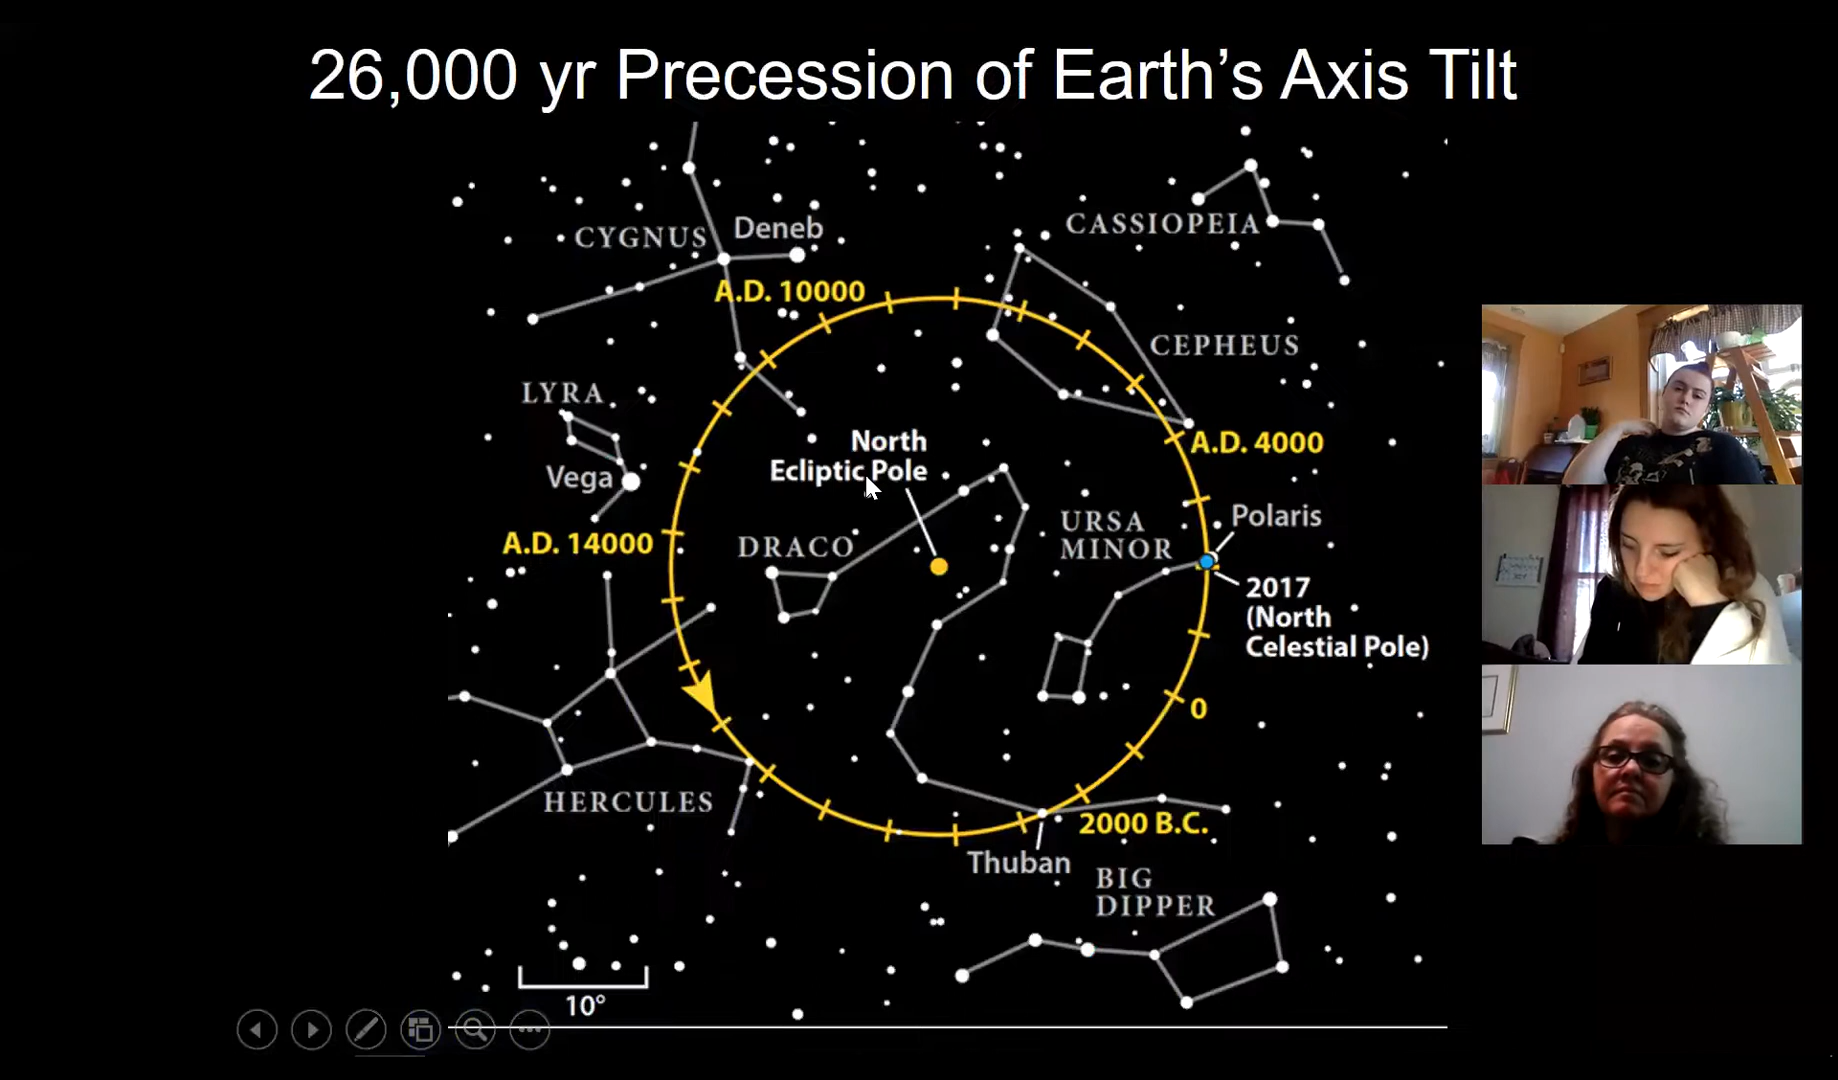 26,000 yr Precession of Earth's Axis Tilt
CYGNUS
Deneb
CASSIOPEIA
A.D. 10000
CEPHEUS
LYRA
Vega
North
Ecliptic Pole
A.D. 4000
Polaris
URSA
MINOR
A.D. 14000
DRACO
2017
(North
Celestial Pole)
0
HERCULES
2000 B.C.
Thuban
BIG
DIPPER
10°